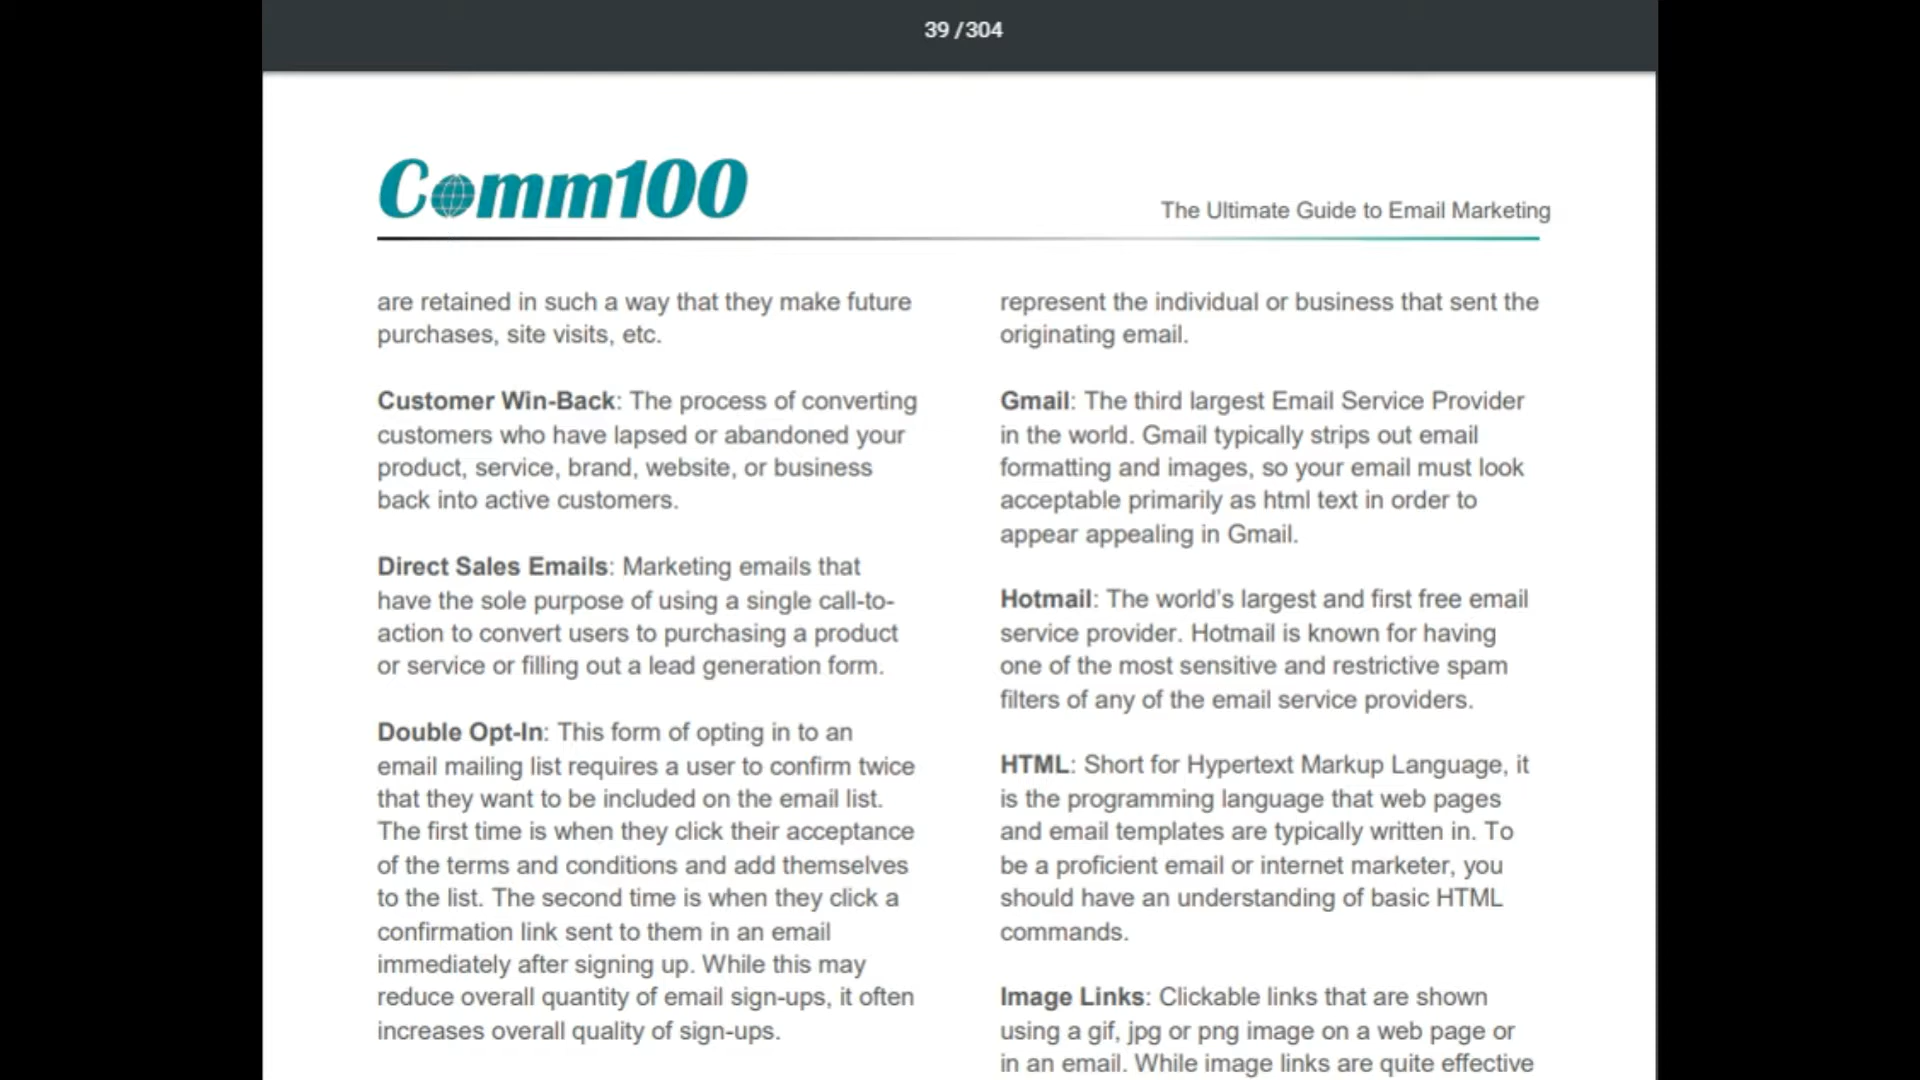 39 / 304
Comm100
The Ultimate Guide to Email Marketing
are retained in such a way that they make future
purchases, site visits, etc.
Customer Win-Back: The process of converting
customers who have lapsed or abandoned your
product, service, brand, website, or business
back into active customers.
Direct Sales Emails: Marketing emails that
have the sole purpose of using a single call-to-
action to convert users to purchasing a product
or service or filling out a lead generation form.
Double Opt-In: This form of opting in to an
email mailing list requires a user to confirm twice
that they want to be included on the email list.
The first time is when they click their acceptance
of the terms and conditions and add themselves
to the list. The second time is when they click a
confirmation link sent to them in an email
immediately after signing up. While this may
reduce overall quantity of email sign-ups, it often
increases overall quality of sign-ups.
represent the individual or business that sent the
originating email.
Gmail: The third largest Email Service Provider
in the world. Gmail typically strips out email
formatting and images, so your email must look
acceptable primarily as html text in order to
appear appealing in Gmail.
Hotmail: The world's largest and first free email
service provider. Hotmail is known for having
one of the most sensitive and restrictive spam
filters of any of the email service providers.
HTML: Short for Hypertext Markup Language, it
is the programming language that web pages
and email templates are typically written in. To
be a proficient email or internet marketer, you
should have an understanding of basic HTML
commands.
Image Links: Clickable links that are shown
using a gif, jpg or png image on a web page or
in an email. While image links are quite effective